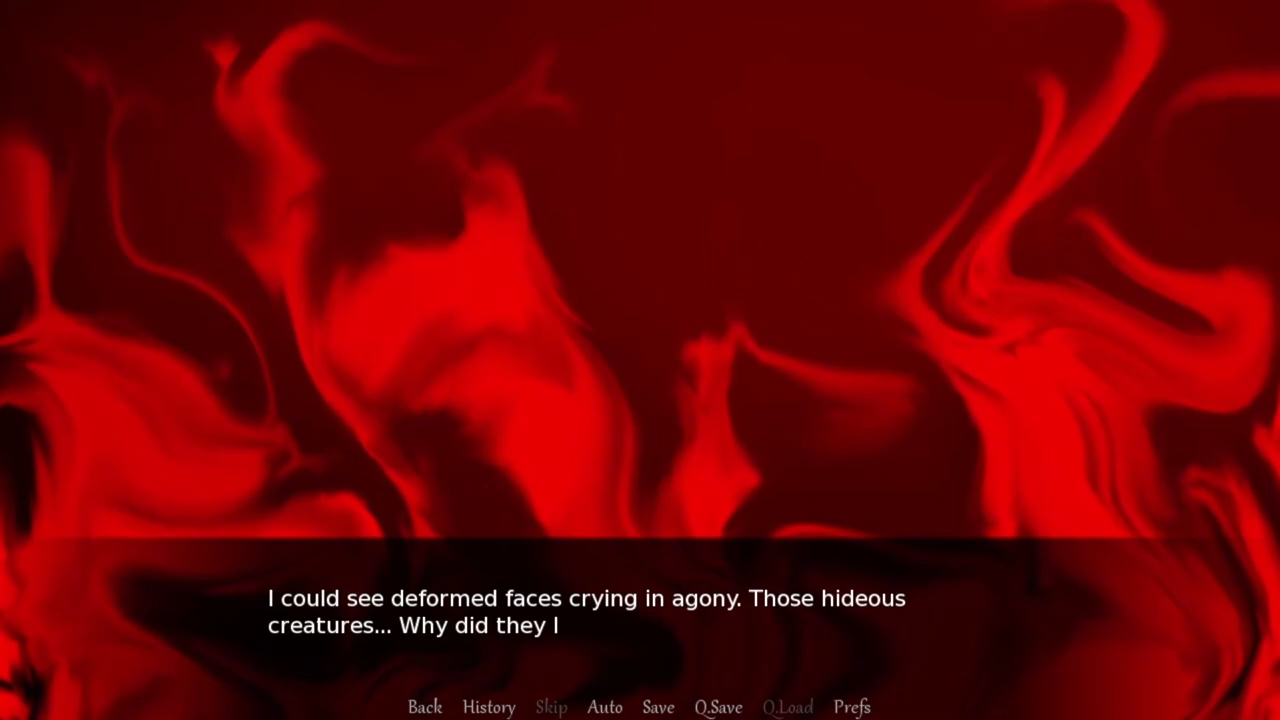 I could see deformed faces crying in agony. Those hideous
creatures... Why did they l
Back History Skip Auto Save Q.Save Q.Load Prefs